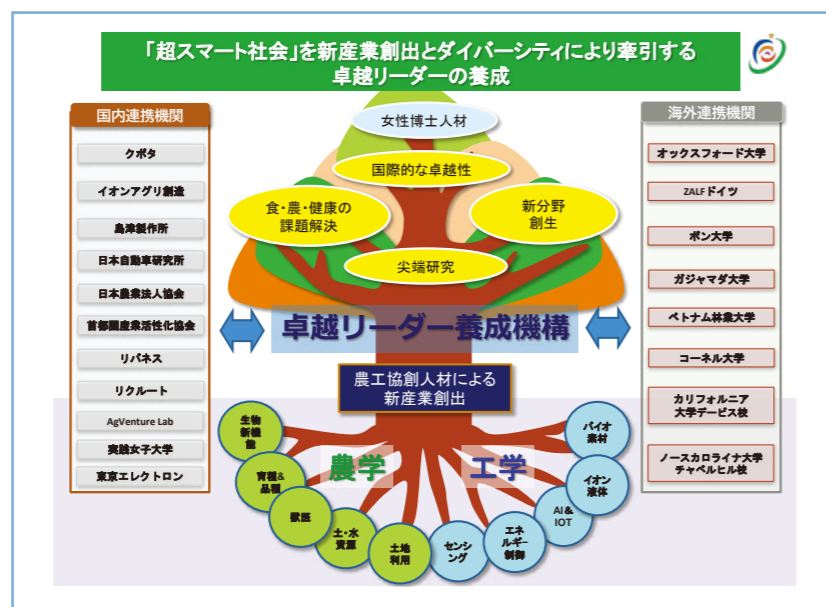 「超スマート社会」を新産業創出とダイバーシティにより牽引する
卓越リーダーの養成
国内連携機関
クボタ
イオンアグリ創造
島津製作所
日本自動車研究所
日本農業法人協会
首都圏産業活性化協会
リバネス
リクルート
AgVenture Lab
実践女子大学
東京エレクトロン
女性博士人材
国際的な卓越性
食・農・健康の
課題解決
新分野
創生
尖端研究
卓越リーダー養成機構
農工協創人材による
新産業創出
農学
工学
生物
新機
能
育種&
品種
獣医
土・水
資源
土地
利用
センシ
ング
エネ
ルギー
制御
AI&
IOT
イオン
液体
バイオ
素材
海外連携機関
オックスフォード大学
ZALFドイツ
ボン大学
ガジャマダ大学
ベトナム林業大学
コーネル大学
カリフォルニア
大学デービス校
ノースカロライナ大学
チャペルヒル校